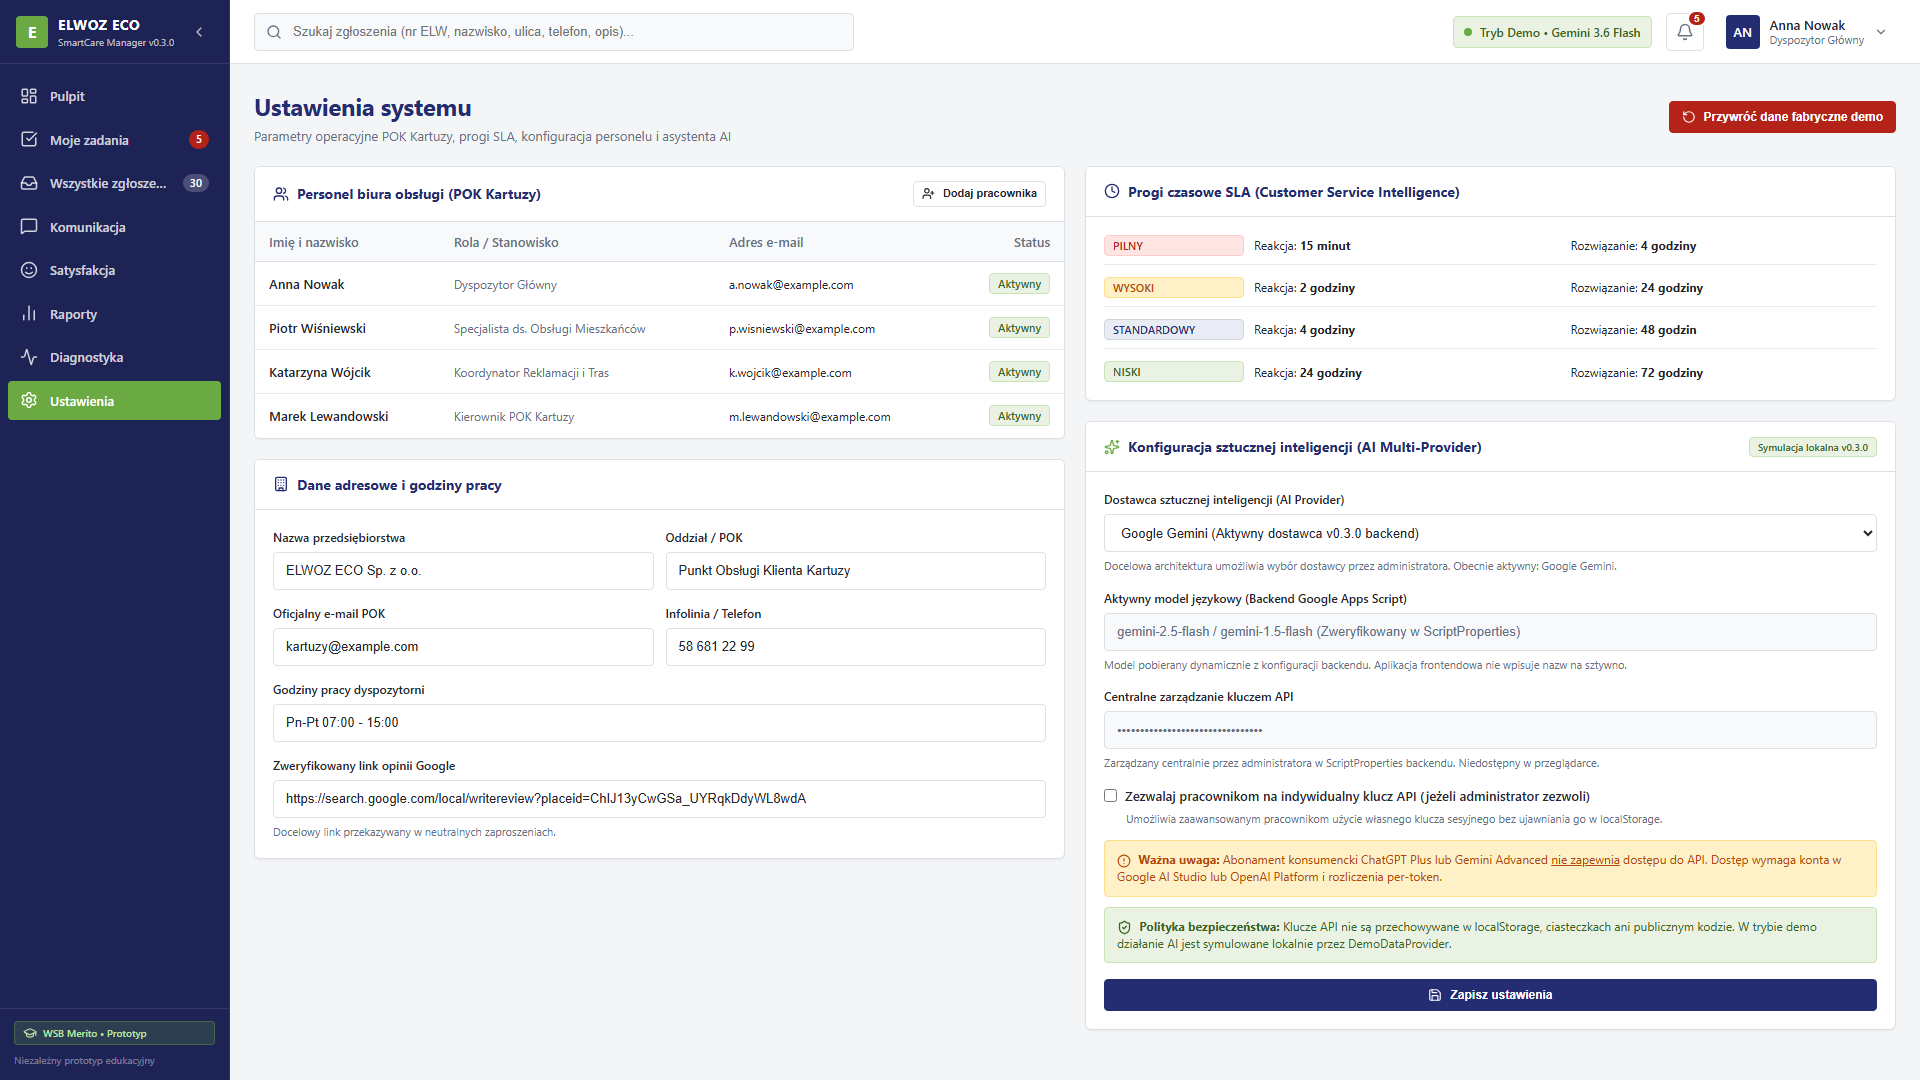 E
ELWOZ ECO
SmartCare Manager v0.3.0
Pulpit
Moje zadania 5
Wszystkie zgłosze... 30
Komunikacja
Satysfakcja
Raporty
Diagnostyka
Ustawienia
WSB Merito • Prototyp
Niezależny prototyp edukacyjny
Szukaj zgłoszenia (nr ELW, nazwisko, ulica, telefon, opis)...
Tryb Demo • Gemini 3.6 Flash
5
AN
Anna Nowak
Dyspozytor Główny
Ustawienia systemu
Parametry operacyjne POK Kartuzy, progi SLA, konfiguracja personelu i asystenta AI
Przywróć dane fabryczne demo
Personel biura obsługi (POK Kartuzy)
Dodaj pracownika
Imię i nazwisko Rola / Stanowisko Adres e-mail Status
Anna Nowak Dyspozytor Główny a.nowak@example.com Aktywny
Piotr Wiśniewski Specjalista ds. Obsługi Mieszkańców p.wisniewski@example.com Aktywny
Katarzyna Wójcik Koordynator Reklamacji i Tras k.wojcik@example.com Aktywny
Marek Lewandowski Kierownik POK Kartuzy m.lewandowski@example.com Aktywny
Dane adresowe i godziny pracy
Nazwa przedsiębiorstwa Oddział / POK
ELWOZ ECO Sp. z o.o. Punkt Obsługi Klienta Kartuzy
Oficjalny e-mail POK Infolinia / Telefon
kartuzy@example.com 58 681 22 99
Godziny pracy dyspozytorni
Pn-Pt 07:00 - 15:00
Zweryfikowany link opinii Google
https://search.google.com/local/writereview?placeid=ChIJ13yCwGSa_UYRqkDdyWL8wdA
Docelowy link przekazywany w neutralnych zaproszeniach.
Progi czasowe SLA (Customer Service Intelligence)
PILNY Reakcja: 15 minut Rozwiązanie: 4 godziny
WYSOKI Reakcja: 2 godziny Rozwiązanie: 24 godziny
STANDARDOWY Reakcja: 4 godziny Rozwiązanie: 48 godzin
NISKI Reakcja: 24 godziny Rozwiązanie: 72 godziny
Konfiguracja sztucznej inteligencji (AI Multi-Provider)
Symulacja lokalna v0.3.0
Dostawca sztucznej inteligencji (AI Provider)
Google Gemini (Aktywny dostawca v0.3.0 backend)
Docelowa architektura umożliwia wybór dostawcy przez administratora. Obecnie aktywny: Google Gemini.
Aktywny model językowy (Backend Google Apps Script)
gemini-2.5-flash / gemini-1.5-flash (Zweryfikowany w ScriptProperties)
Model pobierany dynamicznie z konfiguracji backendu. Aplikacja frontendowa nie wpisuje nazw na sztywno.
Centralne zarządzanie kluczem API
••••••••••••••••••••••••••••••••
Zarządzany centralnie przez administratora w ScriptProperties backendu. Niedostępny w przeglądarce.
Zezwalaj pracownikom na indywidualny klucz API (jeżeli administrator zezwoli)
Umożliwia zaawansowanym pracownikom użycie własnego klucza sesyjnego bez ujawniania go w localStorage.
Ważna uwaga: Abonament konsumencki ChatGPT Plus lub Gemini Advanced nie zapewnia dostępu do API. Dostęp wymaga konta w
Google AI Studio lub OpenAI Platform i rozliczenia per-token.
Polityka bezpieczeństwa: Klucze API nie są przechowywane w localStorage, ciasteczkach ani publicznym kodzie. W trybie demo
działanie AI jest symulowane lokalnie przez DemoDataProvider.
Zapisz ustawienia